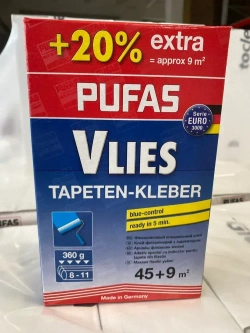 +20% extra
= approx 9 m²
PUFAS
Serie
EURO
3000
VLIES
TAPETEN-KLEBER
blue-control
ready in 5 min.
360 g
8 - 11
45+9 m²
Made in Germany